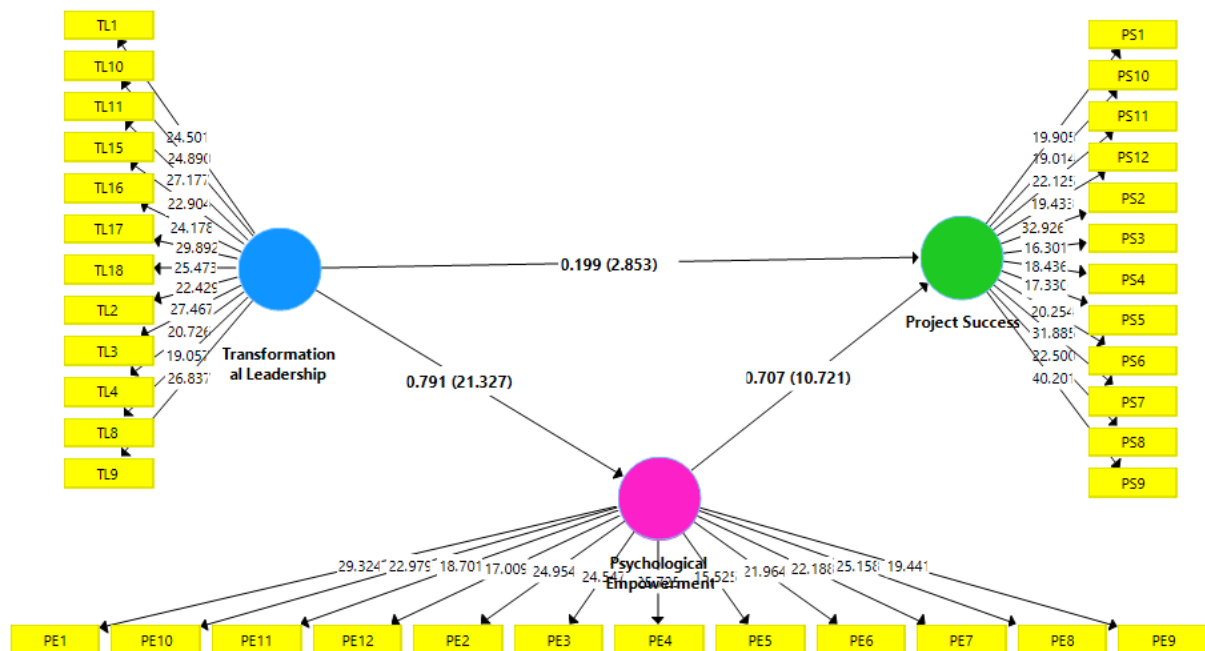 TL1
TL10
TL11
TL15
TL16
TL17
TL18
TL2
TL3
TL4
TL8
TL9
24.501
24.890
27.177
22.904
24.178
29.892
25.473
22.429
27.467
20.726
19.057
26.837
Transformation
al Leadership
0.199 (2.853)
0.791 (21.327)
0.707 (10.721)
Project Success
19.905
19.014
22.125
19.433
32.926
16.301
18.436
17.330
20.254
31.885
22.500
40.201
PS1
PS10
PS11
PS12
PS2
PS3
PS4
PS5
PS6
PS7
PS8
PS9
Psychological
Empowerment
29.324 22.979 18.701 17.009 24.954 15.525 21.964 22.188 25.158 19.441
PE1 PE10 PE11 PE12 PE2 PE3 PE4 PE5 PE6 PE7 PE8 PE9